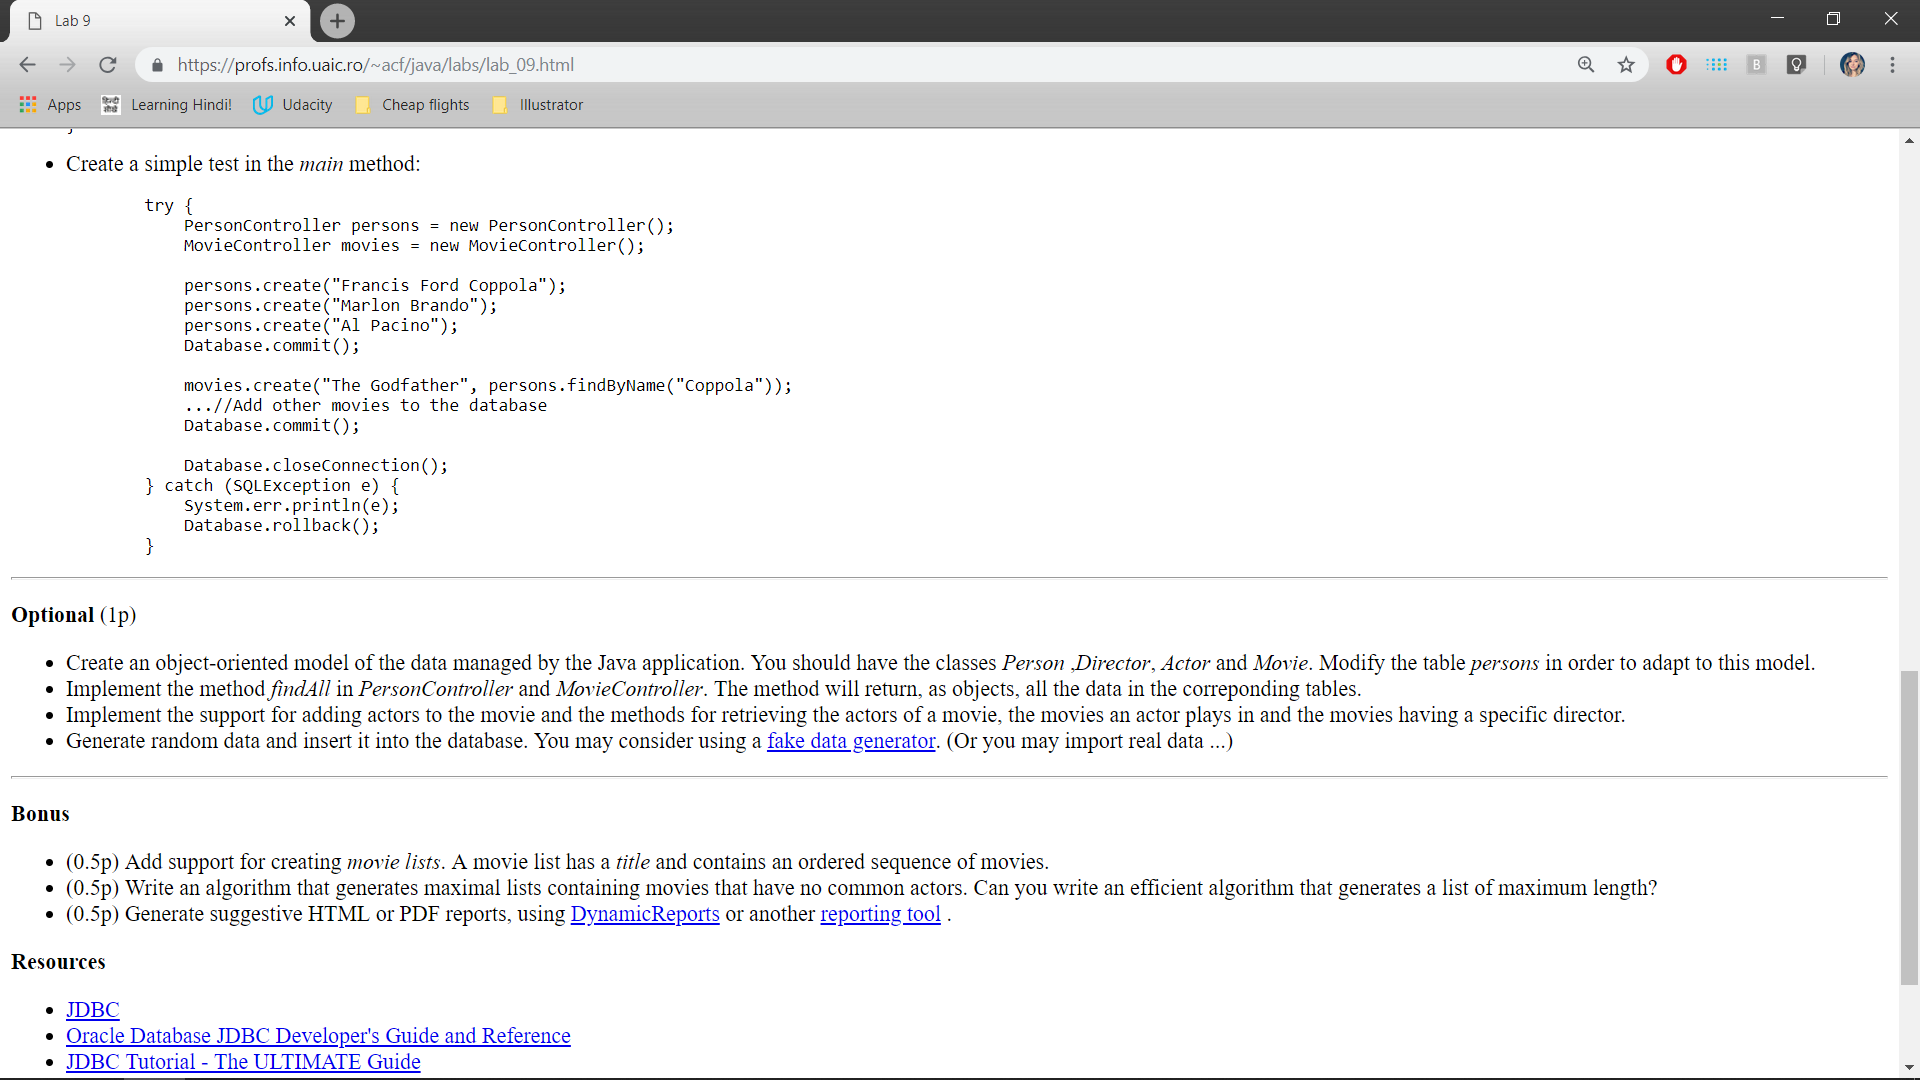 Lab 9
https://profs.info.uaic.ro/~acf/java/labs/lab_09.html
B
Apps
Learning Hindi!
Udacity
Cheap flights
Illustrator
}
• Create a simple test in the main method:
try {
PersonController persons = new PersonController();
MovieController movies = new MovieController();
persons.create("Francis Ford Coppola");
persons.create("Marlon Brando");
persons.create("Al Pacino");
Database.commit();
movies.create("The Godfather", persons.findByName("Coppola"));
...//Add other movies to the database
Database.commit();
Database.closeConnection();
} catch (SQLException e) {
System.err.println(e);
Database.rollback();
}
Optional (1p)
• Create an object-oriented model of the data managed by the Java application. You should have the classes Person ,Director, Actor and Movie. Modify the table persons in order to adapt to this model.
• Implement the method findAll in PersonController and MovieController. The method will return, as objects, all the data in the correponding tables.
• Implement the support for adding actors to the movie and the methods for retrieving the actors of a movie, the movies an actor plays in and the movies having a specific director.
• Generate random data and insert it into the database. You may consider using a fake data generator. (Or you may import real data ...)
Bonus
• (0.5p) Add support for creating movie lists. A movie list has a title and contains an ordered sequence of movies.
• (0.5p) Write an algorithm that generates maximal lists containing movies that have no common actors. Can you write an efficient algorithm that generates a list of maximum length?
• (0.5p) Generate suggestive HTML or PDF reports, using DynamicReports or another reporting tool .
Resources
• JDBC
• Oracle Database JDBC Developer's Guide and Reference
• JDBC Tutorial - The ULTIMATE Guide